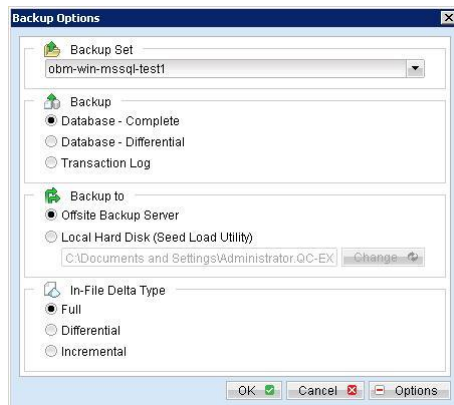 Backup Options
Backup Set
obm-win-mssql-test1
Backup
Database - Complete
Database - Differential
Transaction Log
Backup to
Offsite Backup Server
Local Hard Disk (Seed Load Utility)
C:\Documents and Settings\Administrator.QC-EX
Change
In-File Delta Type
Full
Differential
Incremental
OK Cancel Options